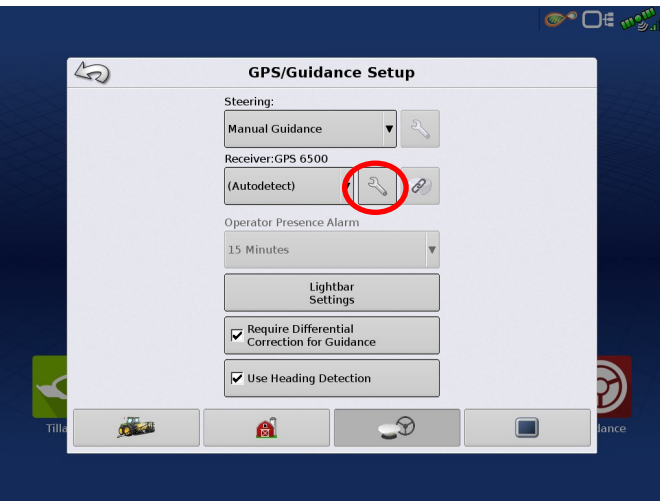 GPS/Guidance Setup
Steering:
Manual Guidance
Receiver:GPS 6500
(Autodetect)
Operator Presence Alarm
15 Minutes
Lightbar
Settings
Require Differential
Correction for Guidance
Use Heading Detection
Tilla
dance